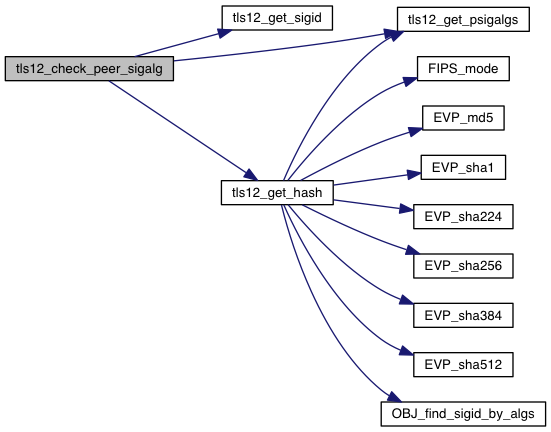 tls12_check_peer_sigalg
tls12_get_sigid
tls12_get_psigalgs
tls12_get_hash
FIPS_mode
EVP_md5
EVP_sha1
EVP_sha224
EVP_sha256
EVP_sha384
EVP_sha512
OBJ_find_sigid_by_algs